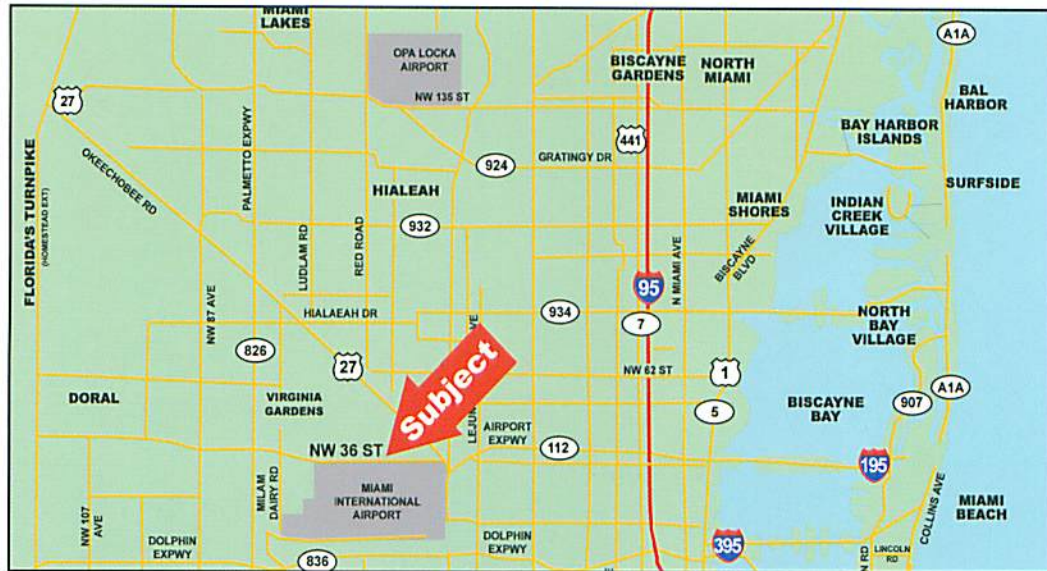 MIAMI
LAKES
OPA LOCKA
AIRPORT
BISCAYNE
GARDENS
NORTH
MIAMI
A1A
27
NW 135 ST
BAL
HARBOR
441
BAY HARBOR
ISLANDS
924
GRATINGY DR
OKEECHOBEE RD
PALMETTO EXPWY
FLORIDA'S TURNPIKE
(HOMESTEAD EXT)
HIALEAH
SURFSIDE
MIAMI
SHORES
INDIAN
CREEK
VILLAGE
932
LUDLAM RD
RED ROAD
N MIAMI AVE
BISCAYNE
BLVD
95
NW 87 AVE
HIALAEAH DR
934
7
NORTH
BAY
VILLAGE
826
27
NW 62 ST
1
A1A
DORAL
VIRGINIA
GARDENS
Subject
LEJUN
VE
5
BISCAYNE
BAY
907
NW 36 ST
AIRPORT
EXPWY
112
195
MILAM
DAIRY RD
MIAMI
INTERNATIONAL
AIRPORT
COLLINS AVE
MIAMI
BEACH
NW 107
AVE
DOLPHIN
EXPWY
836
DOLPHIN
EXPWY
395
N RD
LINCOLN
RD